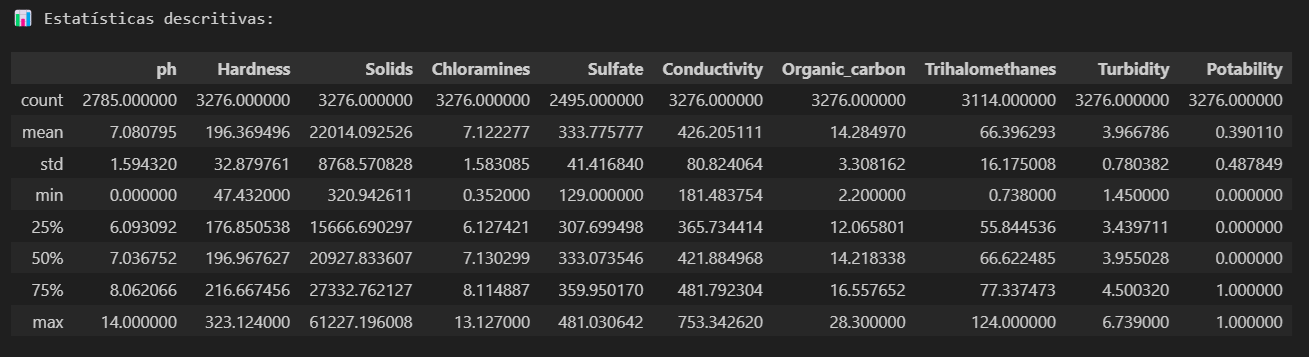 📊 Estatísticas descritivas:
ph Hardness Solids Chloramines Sulfate Conductivity Organic_carbon Trihalomethanes Turbidity Potability
count 2785.000000 3276.000000 3276.000000 3276.000000 2495.000000 3276.000000 3276.000000 3114.000000 3276.000000 3276.000000
mean 7.080795 196.369496 22014.092526 7.122277 333.775777 426.205111 14.284970 66.396293 3.966786 0.390110
std 1.594320 32.879761 8768.570828 1.583085 41.416840 80.824064 3.308162 16.175008 0.780382 0.487849
min 0.000000 47.432000 320.942611 0.352000 129.000000 181.483754 2.200000 0.738000 1.450000 0.000000
25% 6.093092 176.850538 15666.690297 6.127421 307.699498 365.734414 12.065801 55.844536 3.439711 0.000000
50% 7.036752 196.967627 20927.833607 7.130299 333.073546 421.884968 14.218338 66.622485 3.955028 0.000000
75% 8.062066 216.667456 27332.762127 8.114887 359.950170 481.792304 16.557652 77.337473 4.500320 1.000000
max 14.000000 323.124000 61227.196008 13.127000 481.030642 753.342620 28.300000 124.000000 6.739000 1.000000